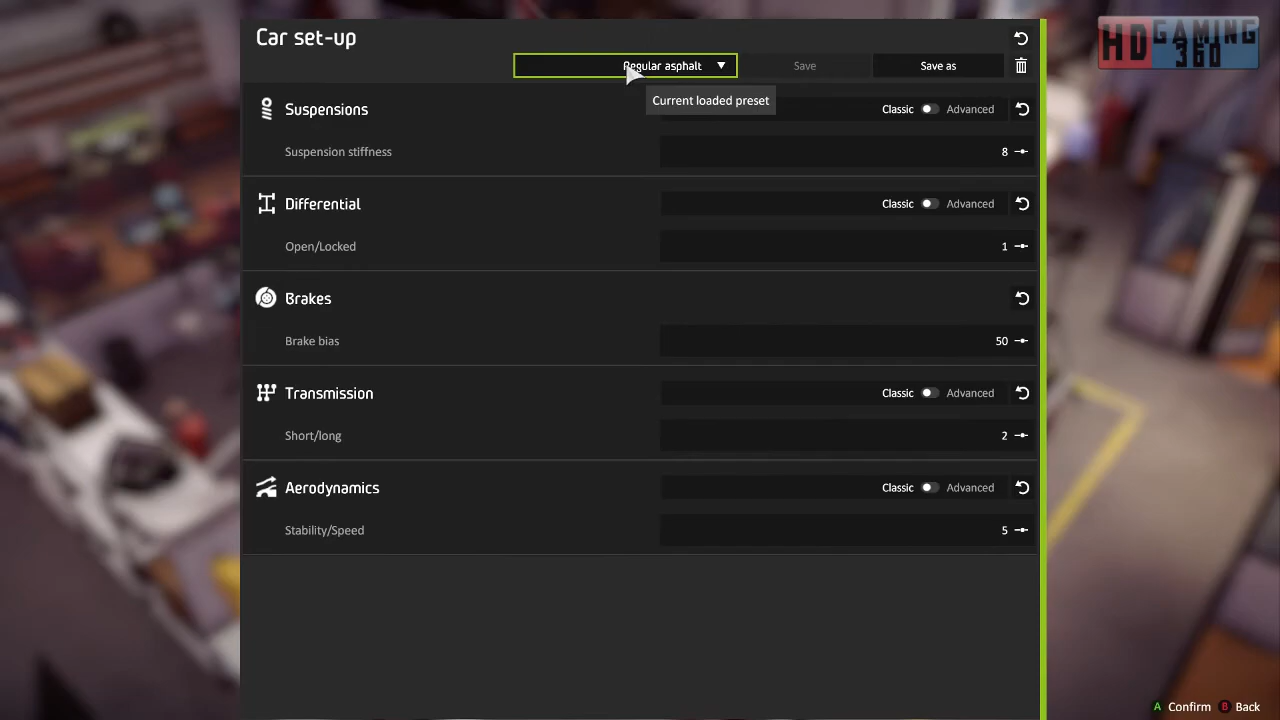 Car set-up
HD GAMING 360
Regular asphalt
Save
Save as
Current loaded preset
Suspensions
Classic Advanced
Suspension stiffness
8
Differential
Classic Advanced
Open/Locked
1
Brakes
Brake bias
50
Transmission
Classic Advanced
Short/long
2
Aerodynamics
Classic Advanced
Stability/Speed
5
A Confirm B Back